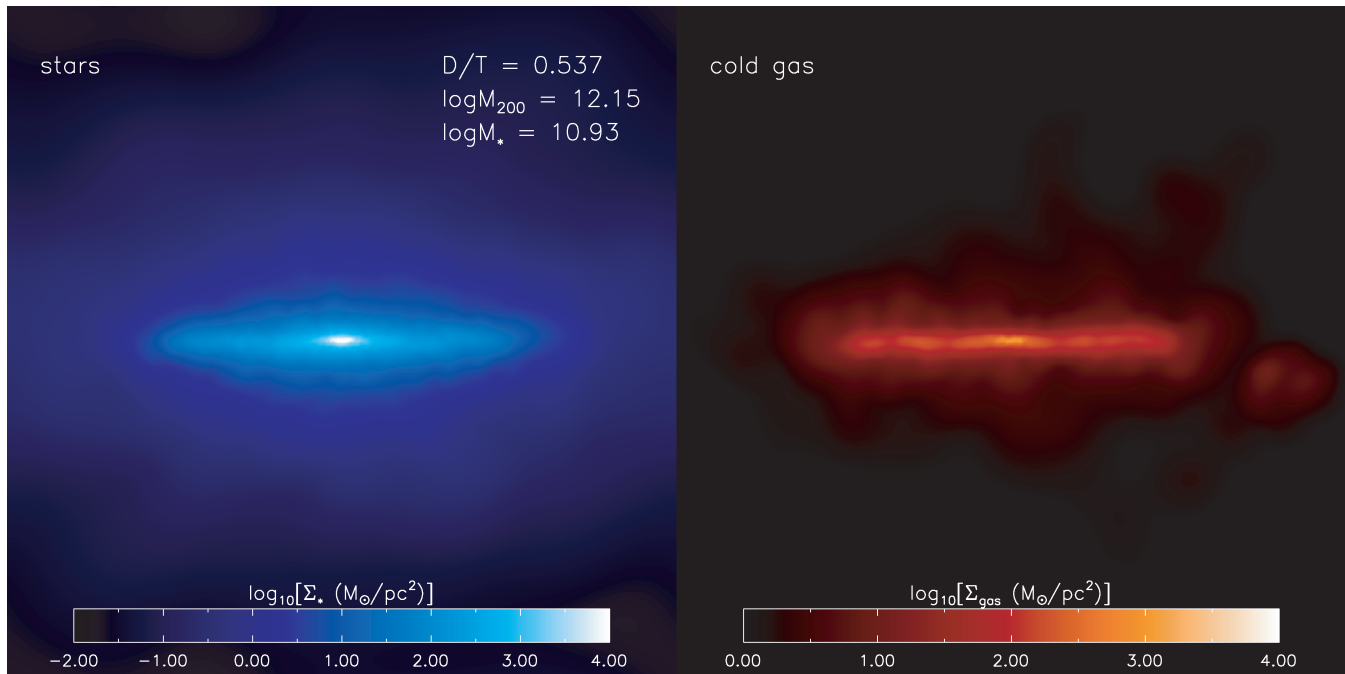 stars
D/T = 0.537
logM₂₀₀ = 12.15
logM* = 10.93
log₁₀[Σ* (M⊙/pc²)]
−2.00 −1.00 0.00 1.00 2.00 3.00 4.00
cold gas
log₁₀[Σgas (M⊙/pc²)]
0.00 1.00 2.00 3.00 4.00